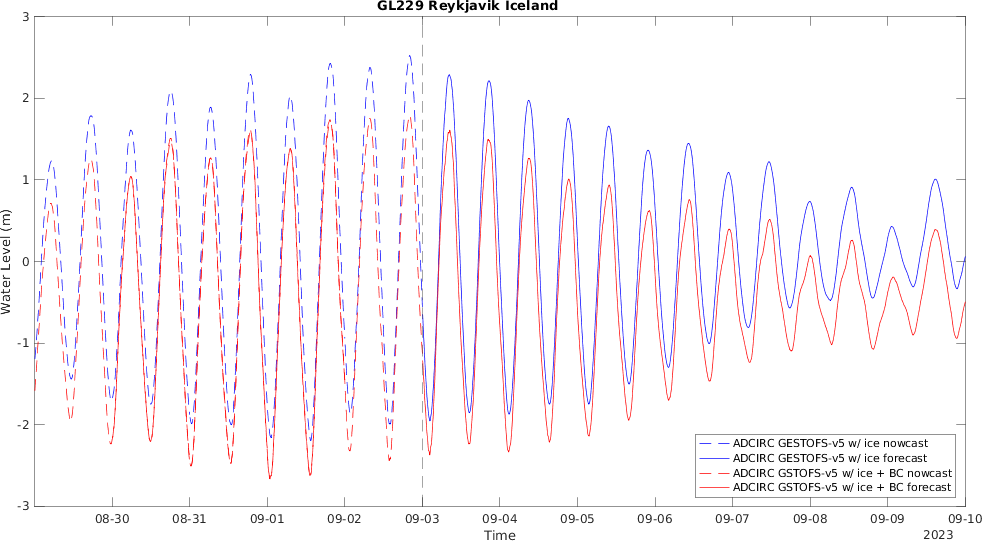 GL229 Reykjavik Iceland
3
2
1
0
-1
-2
-3
Water Level (m)
ADCIRC GESTOFS-v5 w/ ice nowcast
ADCIRC GESTOFS-v5 w/ ice forecast
ADCIRC GSTOFS-v5 w/ ice + BC nowcast
ADCIRC GSTOFS-v5 w/ ice + BC forecast
08-30 08-31 09-01 09-02 09-03 09-04 09-05 09-06 09-07 09-08 09-09 09-10
Time
2023